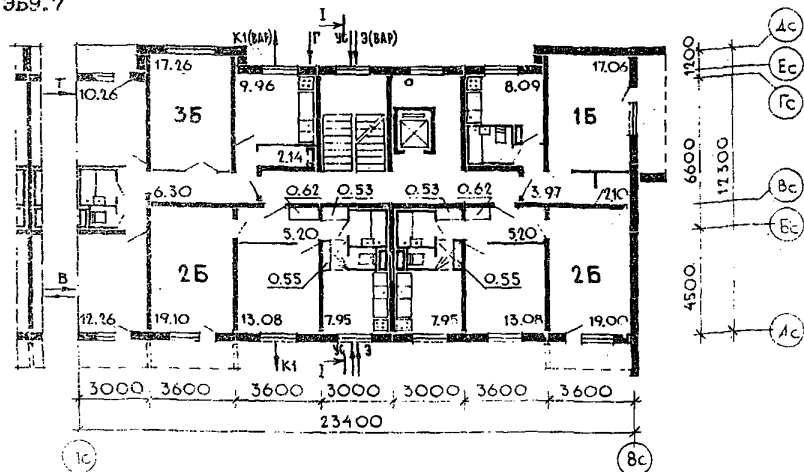 ЭБ9.7
I
К1(ВАР) Г УС Э(ВАР)
Дс
Ес
Гс
Вс
Бс
Ас
1200
6600
4500
12300
Т
10.26 17.26 9.96 8.09 17.06
3Б 1Б
2.14
6.30 0.62 0.53 0.53 0.62 3.97 2.10
5.20 5.20
2Б 0.55 0.55 2Б
В
12.26 19.10 13.08 7.95 7.95 13.08 19.00
К1 УС Э
I
3000 3600 3600 3000 3000 3600 3600
23400
1с 8с